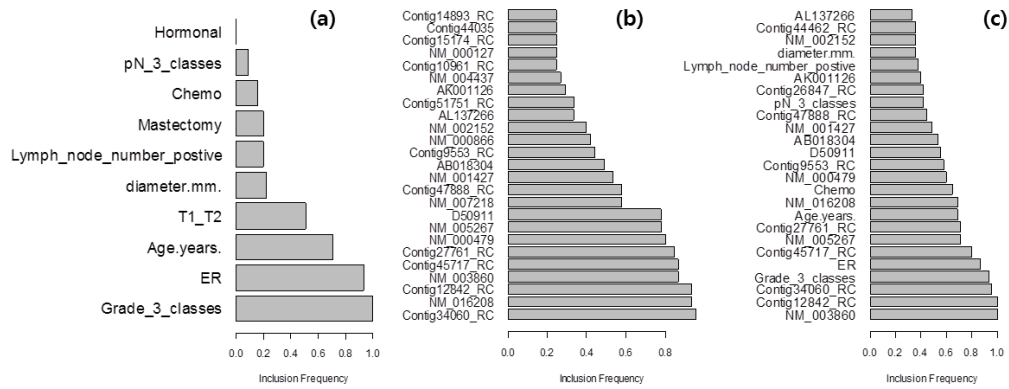 (a)
Hormonal
pN_3_classes
Chemo
Mastectomy
Lymph_node_number_postive
diameter.mm.
T1_T2
Age.years.
ER
Grade_3_classes
0.0 0.2 0.4 0.6 0.8 1.0
Inclusion Frequency
(b)
Contig14893_RC
Contig44035
Contig15174_RC
NM_000127
Contig10961_RC
NM_004437
AK001126
Contig51751_RC
AL137266
NM_002152
NM_000866
Contig9553_RC
AB018304
NM_001427
Contig47888_RC
NM_007218
D50911
NM_005267
NM_000479
Contig27761_RC
Contig45717_RC
NM_003860
Contig12842_RC
NM_016208
Contig34060_RC
0.0 0.2 0.4 0.6 0.8
Inclusion Frequency
(c)
AL137266
Contig44462_RC
NM_002152
diameter.mm.
Lymph_node_number_postive
AK001126
Contig26847_RC
pN_3_classes
Contig47888_RC
NM_001427
AB018304
D50911
Contig9553_RC
NM_000479
Chemo
NM_016208
Age.years.
Contig27761_RC
NM_005267
Contig45717_RC
ER
Grade_3_classes
Contig34060_RC
Contig12842_RC
NM_003860
0.0 0.2 0.4 0.6 0.8 1.0
Inclusion Frequency